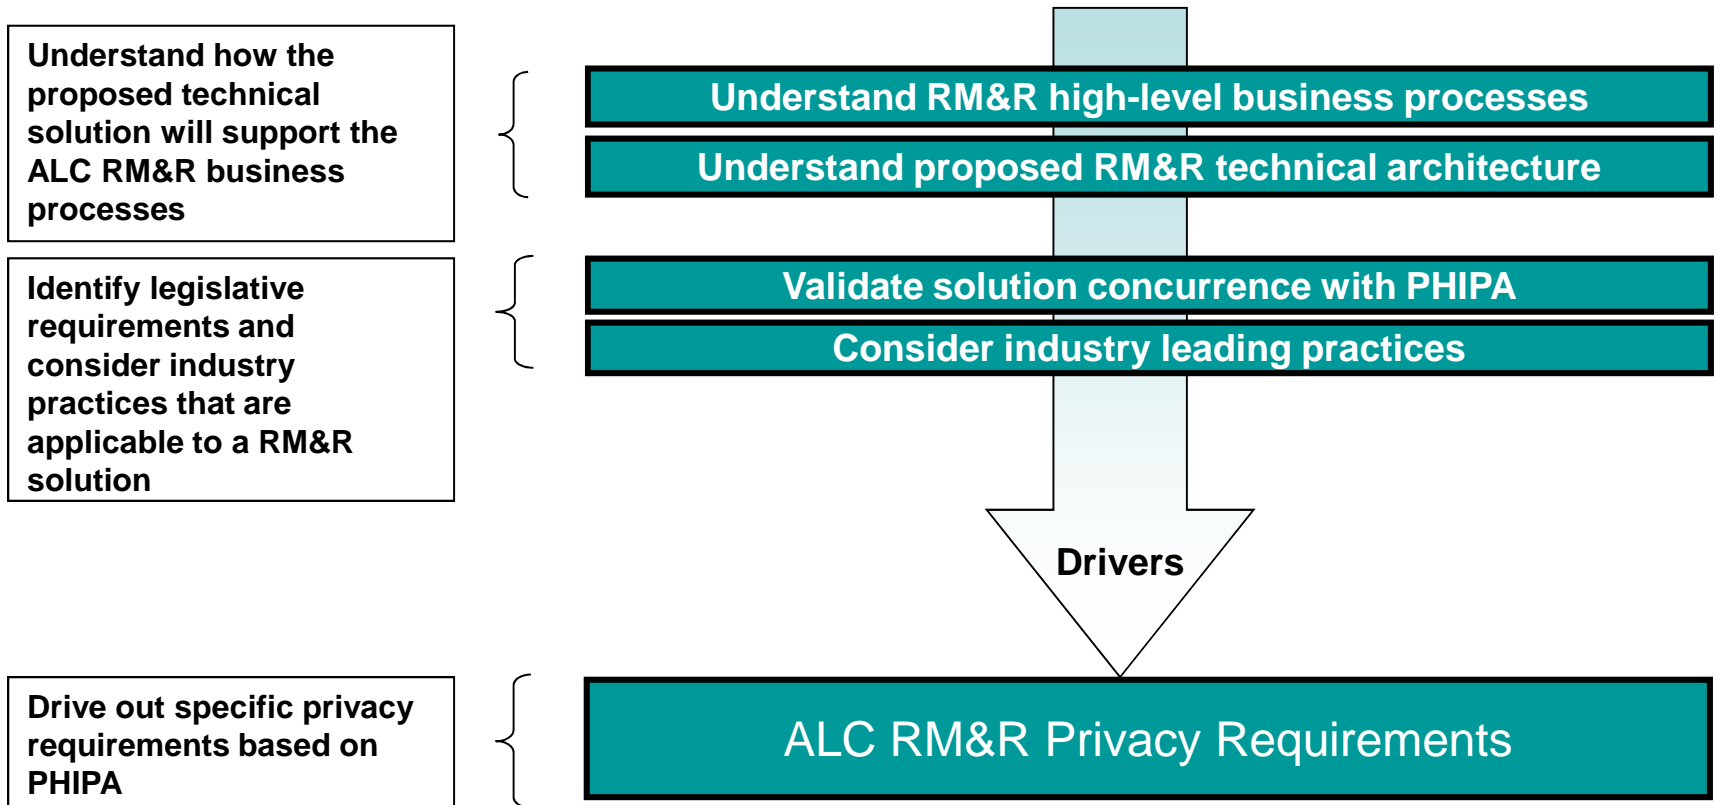 Understand how the
proposed technical
solution will support the
ALC RM&R business
processes
Understand RM&R high-level business processes
Understand proposed RM&R technical architecture
Identify legislative
requirements and
consider industry
practices that are
applicable to a RM&R
solution
Validate solution concurrence with PHIPA
Consider industry leading practices
Drivers
Drive out specific privacy
requirements based on
PHIPA
ALC RM&R Privacy Requirements